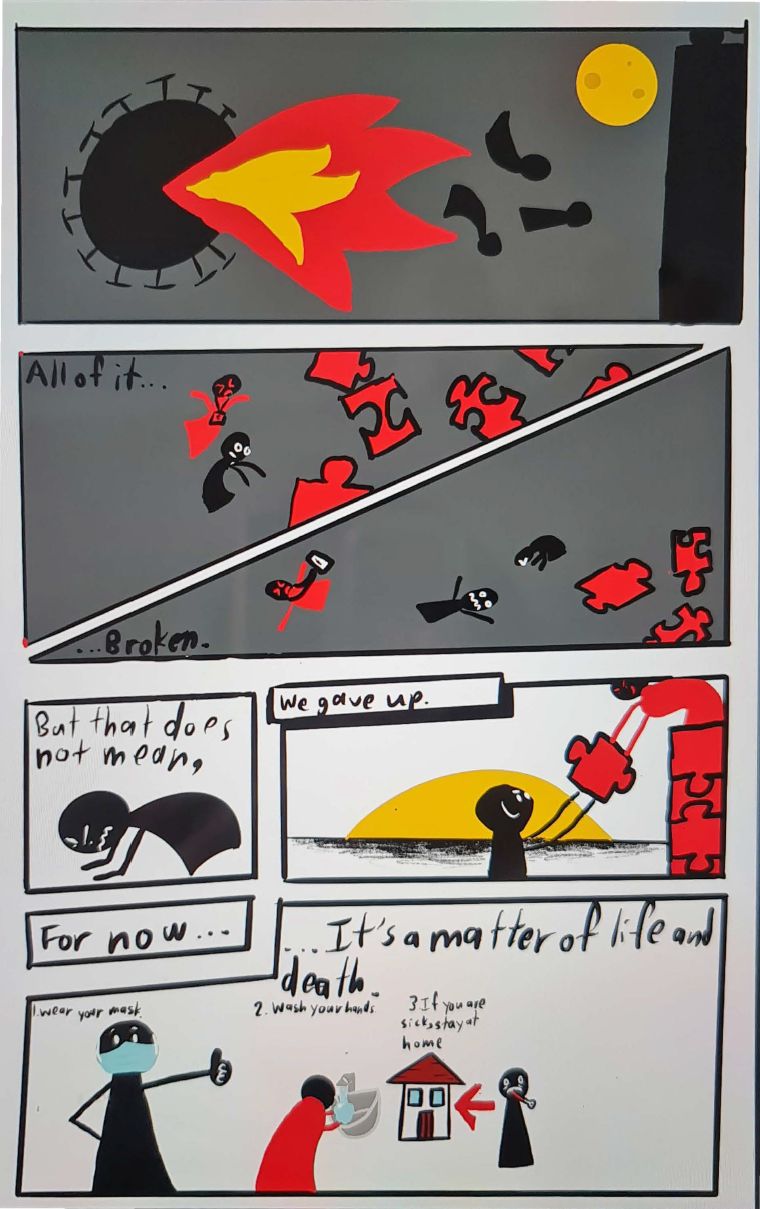 All of it...
...Broken.
But that does
not mean,
We gave up.
For now...
...It's a matter of life and
death.
1. wear your mask.
2. Wash your hands.
3 If you are
sick, stay at
home